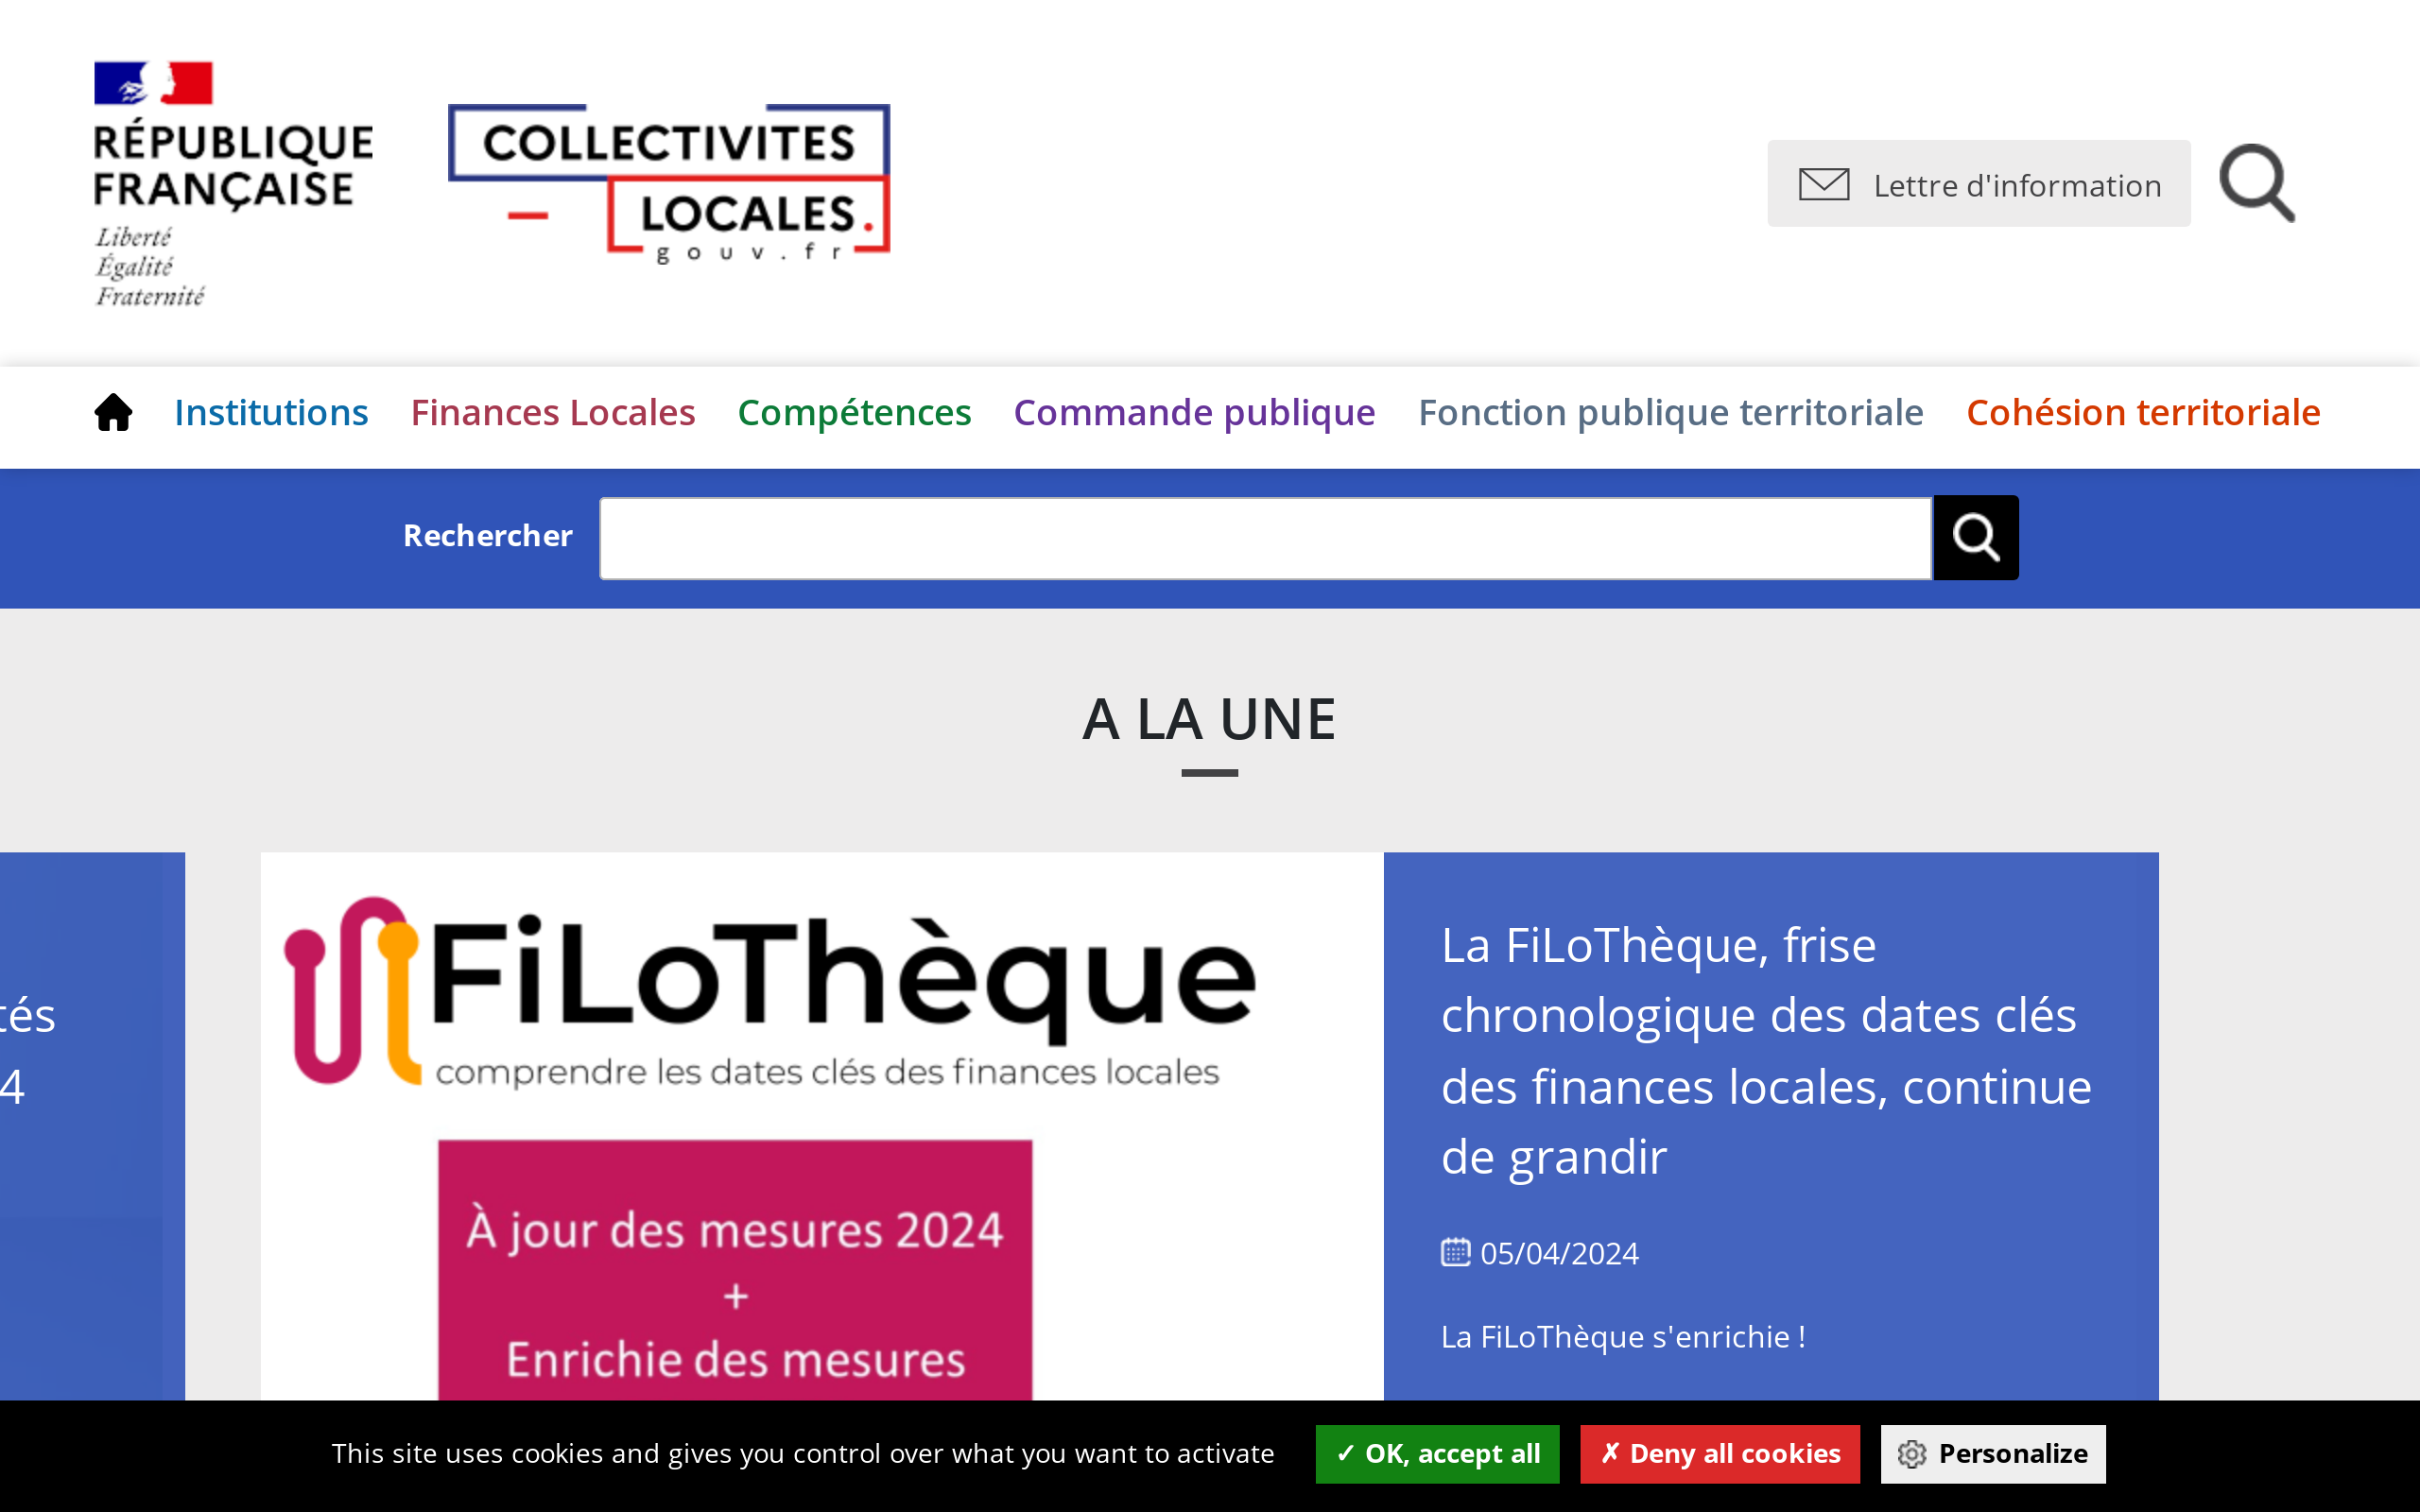 RÉPUBLIQUE
FRANÇAISE
Liberté
Égalité
Fraternité
COLLECTIVITES
LOCALES.
gouv.fr
Lettre d'information
Institutions Finances Locales Compétences Commande publique Fonction publique territoriale Cohésion territoriale
Rechercher
A LA UNE
4
FiLoThèque
comprendre les dates clés des finances locales
À jour des mesures 2024
+
Enrichie des mesures
La FiLoThèque, frise
chronologique des dates clés
des finances locales, continue
de grandir
05/04/2024
La FiLoThèque s'enrichie !
This site uses cookies and gives you control over what you want to activate
✓ OK, accept all
✗ Deny all cookies
Personalize